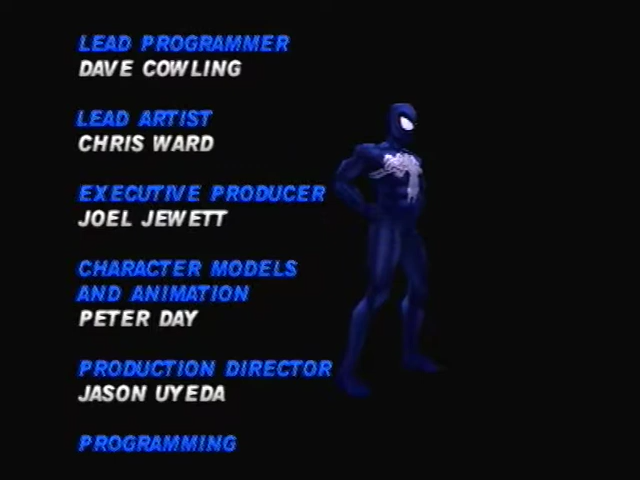 LEAD PROGRAMMER
DAVE COWLING
LEAD ARTIST
CHRIS WARD
EXECUTIVE PRODUCER
JOEL JEWETT
CHARACTER MODELS
AND ANIMATION
PETER DAY
PRODUCTION DIRECTOR
JASON UYEDA
PROGRAMMING